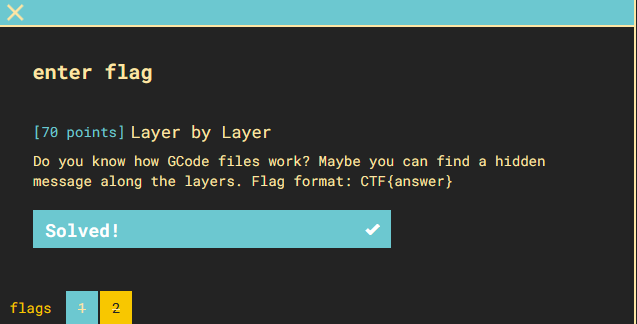 enter flag
[70 points] Layer by Layer
Do you know how GCode files work? Maybe you can find a hidden
message along the layers. Flag format: CTF{answer}
Solved!
flags 1 2